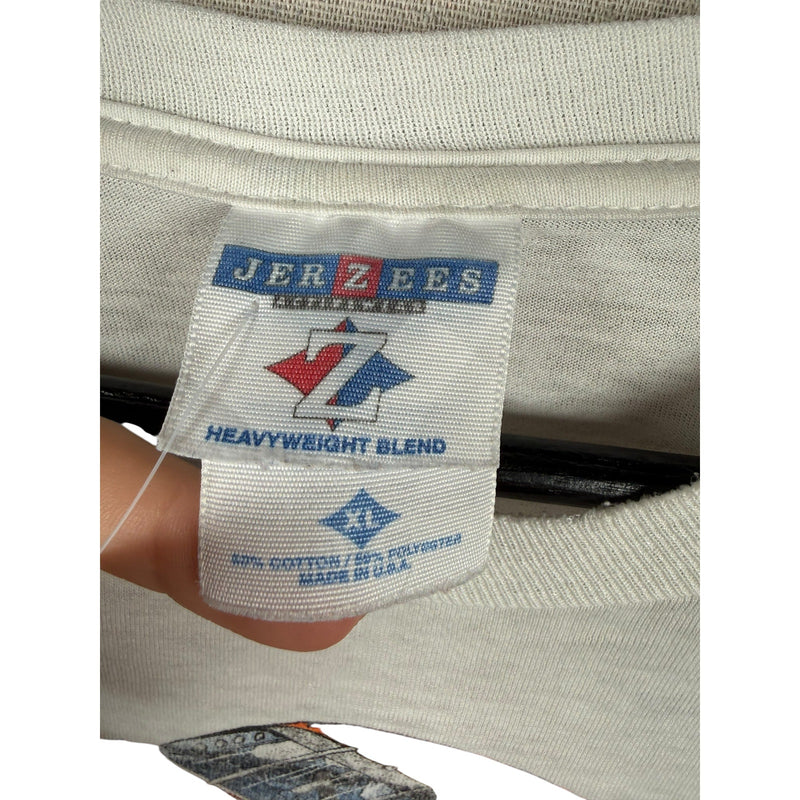 JERZEES
Z
HEAVYWEIGHT BLEND
XL
50% COTTON / 50% POLYESTER
MADE IN U.S.A.